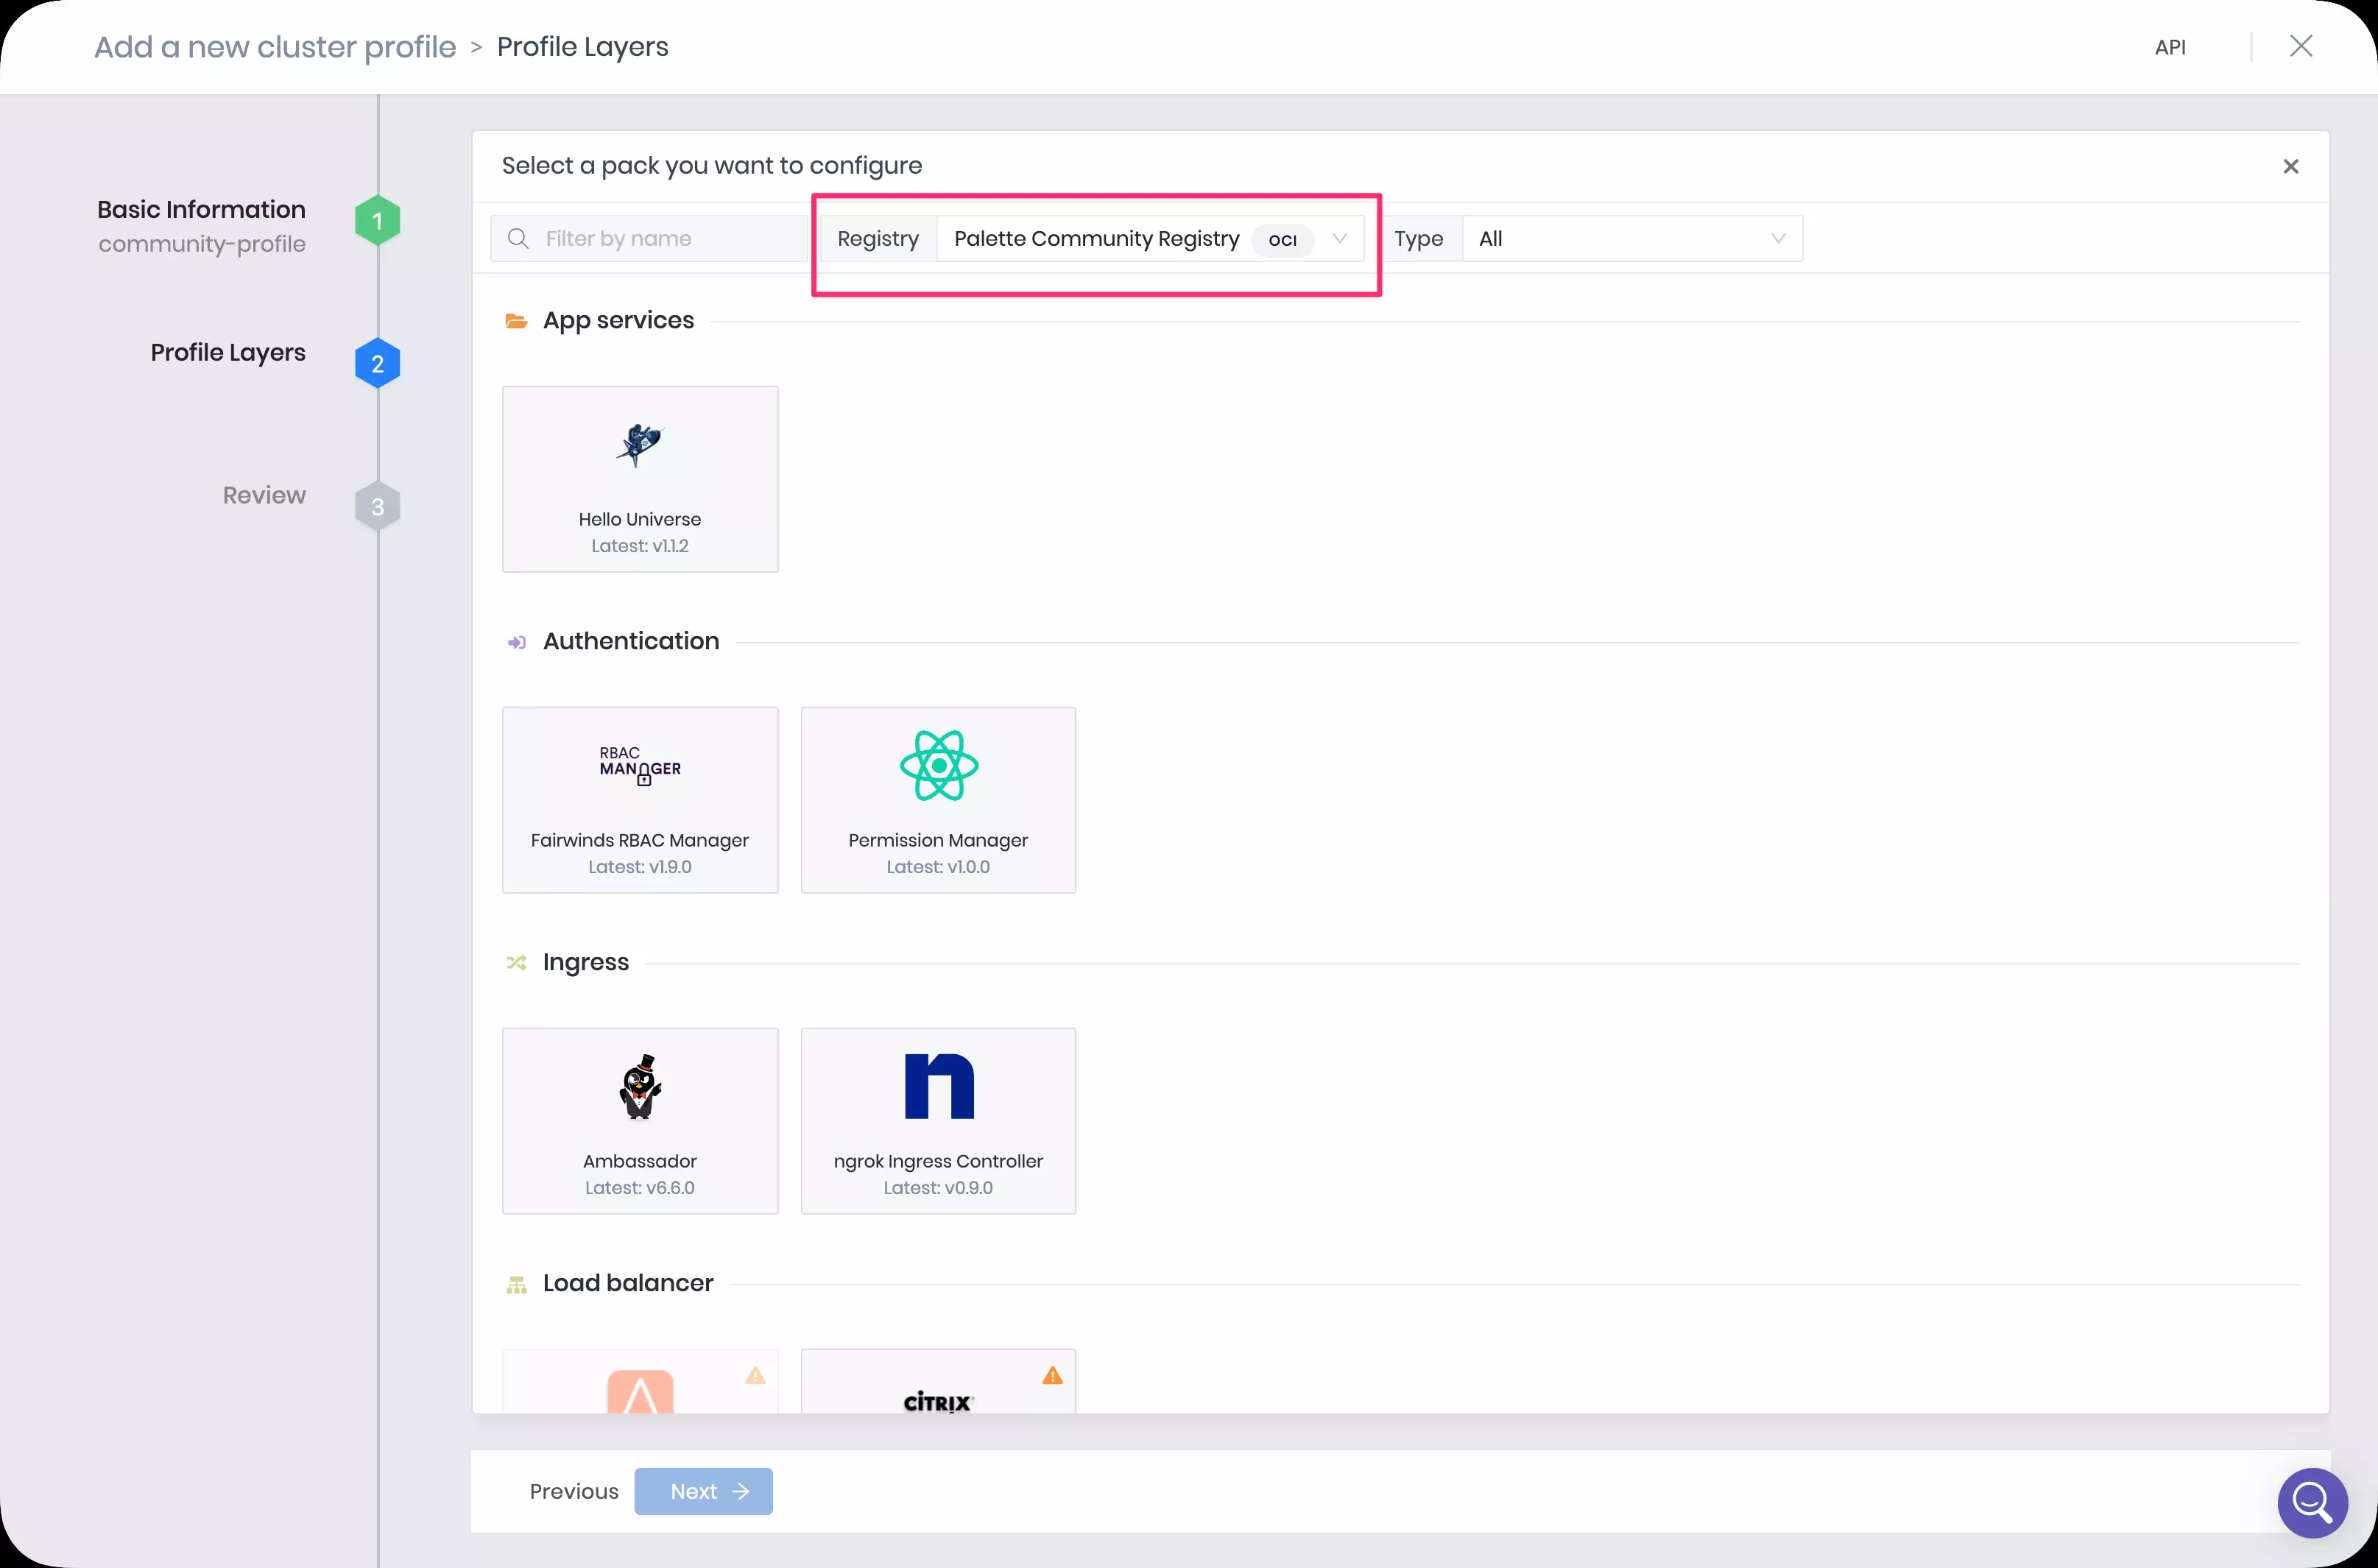 Add a new cluster profile > Profile Layers
API
Basic Information
community-profile
1
Profile Layers
2
Review
3
Select a pack you want to configure
Filter by name
Registry Palette Community Registry OCI
Type All
App services
Hello Universe
Latest: v1.1.2
Authentication
RBAC
MANAGER
Fairwinds RBAC Manager
Latest: v1.9.0
Permission Manager
Latest: v1.0.0
Ingress
Ambassador
Latest: v6.6.0
n
ngrok Ingress Controller
Latest: v0.9.0
Load balancer
CITRIX
Previous
Next →